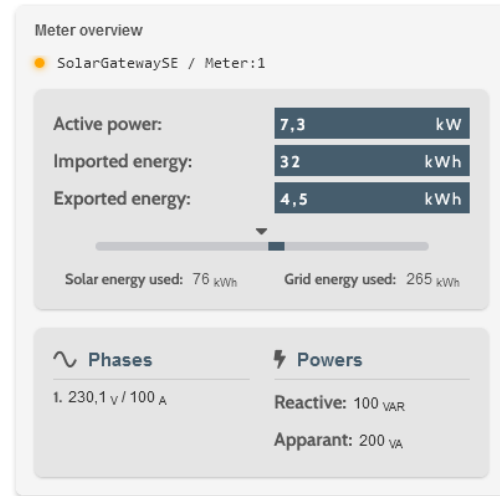 Meter overview
SolarGatewaySE / Meter:1
Active power: 7,3 kW
Imported energy: 32 kWh
Exported energy: 4,5 kWh
Solar energy used: 76 kWh Grid energy used: 265 kWh
Phases
1. 230,1 V / 100 A
Powers
Reactive: 100 VAR
Apparant: 200 VA